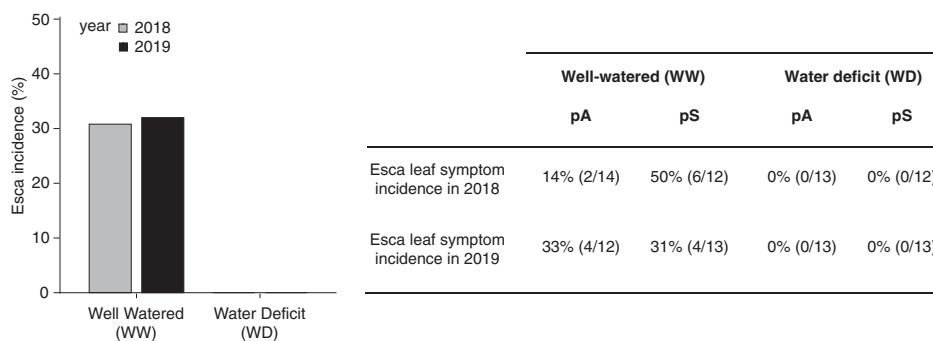 50
40
30
20
10
0
Esca incidence (%)
year 2018
2019
Well Watered
(WW)
Water Deficit
(WD)
Well-watered (WW) Water deficit (WD)
pA pS pA pS
Esca leaf symptom
incidence in 2018
14% (2/14) 50% (6/12) 0% (0/13) 0% (0/12)
Esca leaf symptom
incidence in 2019
33% (4/12) 31% (4/13) 0% (0/13) 0% (0/13)